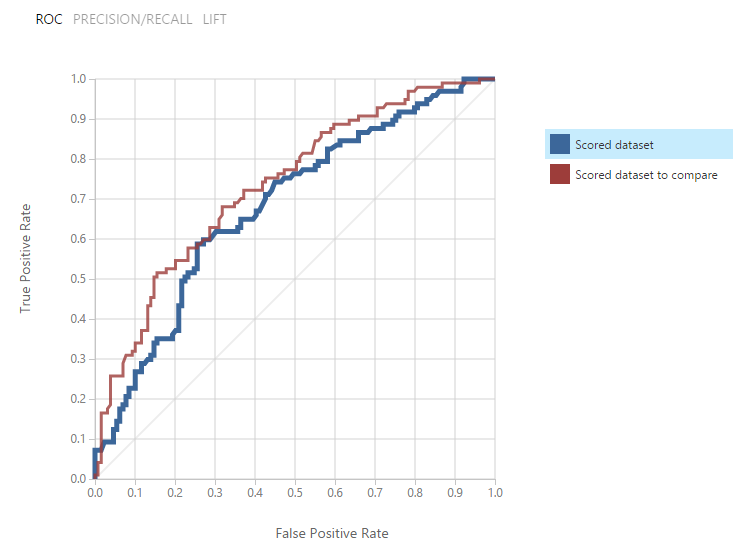 ROC PRECISION/RECALL LIFT
1.0
0.9
0.8
0.7
0.6
0.5
0.4
0.3
0.2
0.1
0.0
0.0 0.1 0.2 0.3 0.4 0.5 0.6 0.7 0.8 0.9 1.0
True Positive Rate
False Positive Rate
Scored dataset
Scored dataset to compare